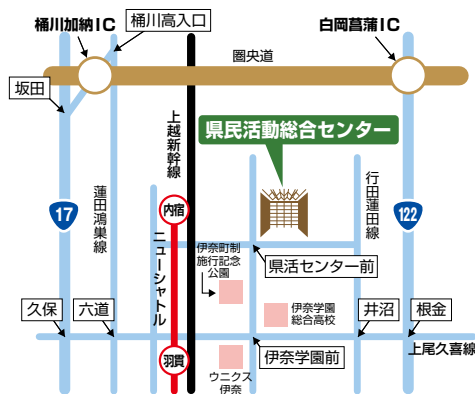 桶川加納IC
桶川高入口
白岡菖蒲IC
圏央道
坂田
上越新幹線
県民活動総合センター
17
蓮田鴻巣線
内宿
ニューシャトル
行田蓮田線
122
伊奈町制
施行記念
公園
県活センター前
久保
六道
伊奈学園
総合高校
井沼
根金
上尾久喜線
羽貫
ウニクス
伊奈
伊奈学園前